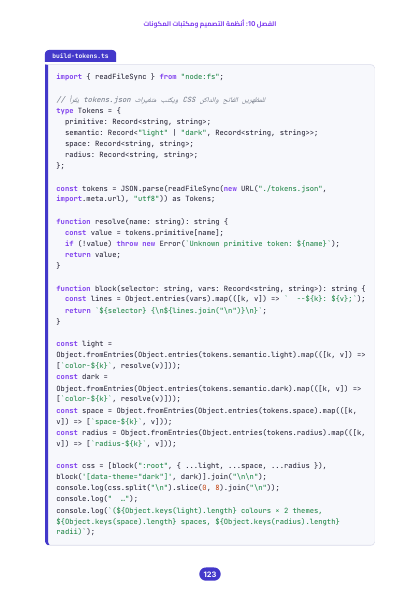 الفصل 10: أنظمة التصميم ومكتبات المكونات
build-tokens.ts
import { readFileSync } from "node:fs";
// يقرأ tokens.json ويكتب متغيرات CSS للمظهرين الفاتح والداكن
type Tokens = {
  primitive: Record<string, string>;
  semantic: Record<"light" | "dark", Record<string, string>>;
  space: Record<string, string>;
  radius: Record<string, string>;
};
const tokens = JSON.parse(readFileSync(new URL("./tokens.json",
import.meta.url), "utf8")) as Tokens;
function resolve(name: string): string {
  const value = tokens.primitive[name];
  if (!value) throw new Error(`Unknown primitive token: ${name}`);
  return value;
}
function block(selector: string, vars: Record<string, string>): string {
  const lines = Object.entries(vars).map(([k, v]) => `  --${k}: ${v};`);
  return `${selector} {\n${lines.join("\n")}\n}`;
}
const light =
Object.fromEntries(Object.entries(tokens.semantic.light).map(([k, v]) =>
[`color-${k}`, resolve(v)]));
const dark =
Object.fromEntries(Object.entries(tokens.semantic.dark).map(([k, v]) =>
[`color-${k}`, resolve(v)]));
const space = Object.fromEntries(Object.entries(tokens.space).map(([k,
v]) => [`space-${k}`, v]));
const radius = Object.fromEntries(Object.entries(tokens.radius).map(([k,
v]) => [`radius-${k}`, v]));
const css = [block(":root", { ...light, ...space, ...radius }),
block('[data-theme="dark"]', dark)].join("\n\n");
console.log(css.split("\n").slice(0, 8).join("\n"));
console.log("  …");
console.log(`(${Object.keys(light).length} colours × 2 themes,
${Object.keys(space).length} spaces, ${Object.keys(radius).length}
radii)`);
123